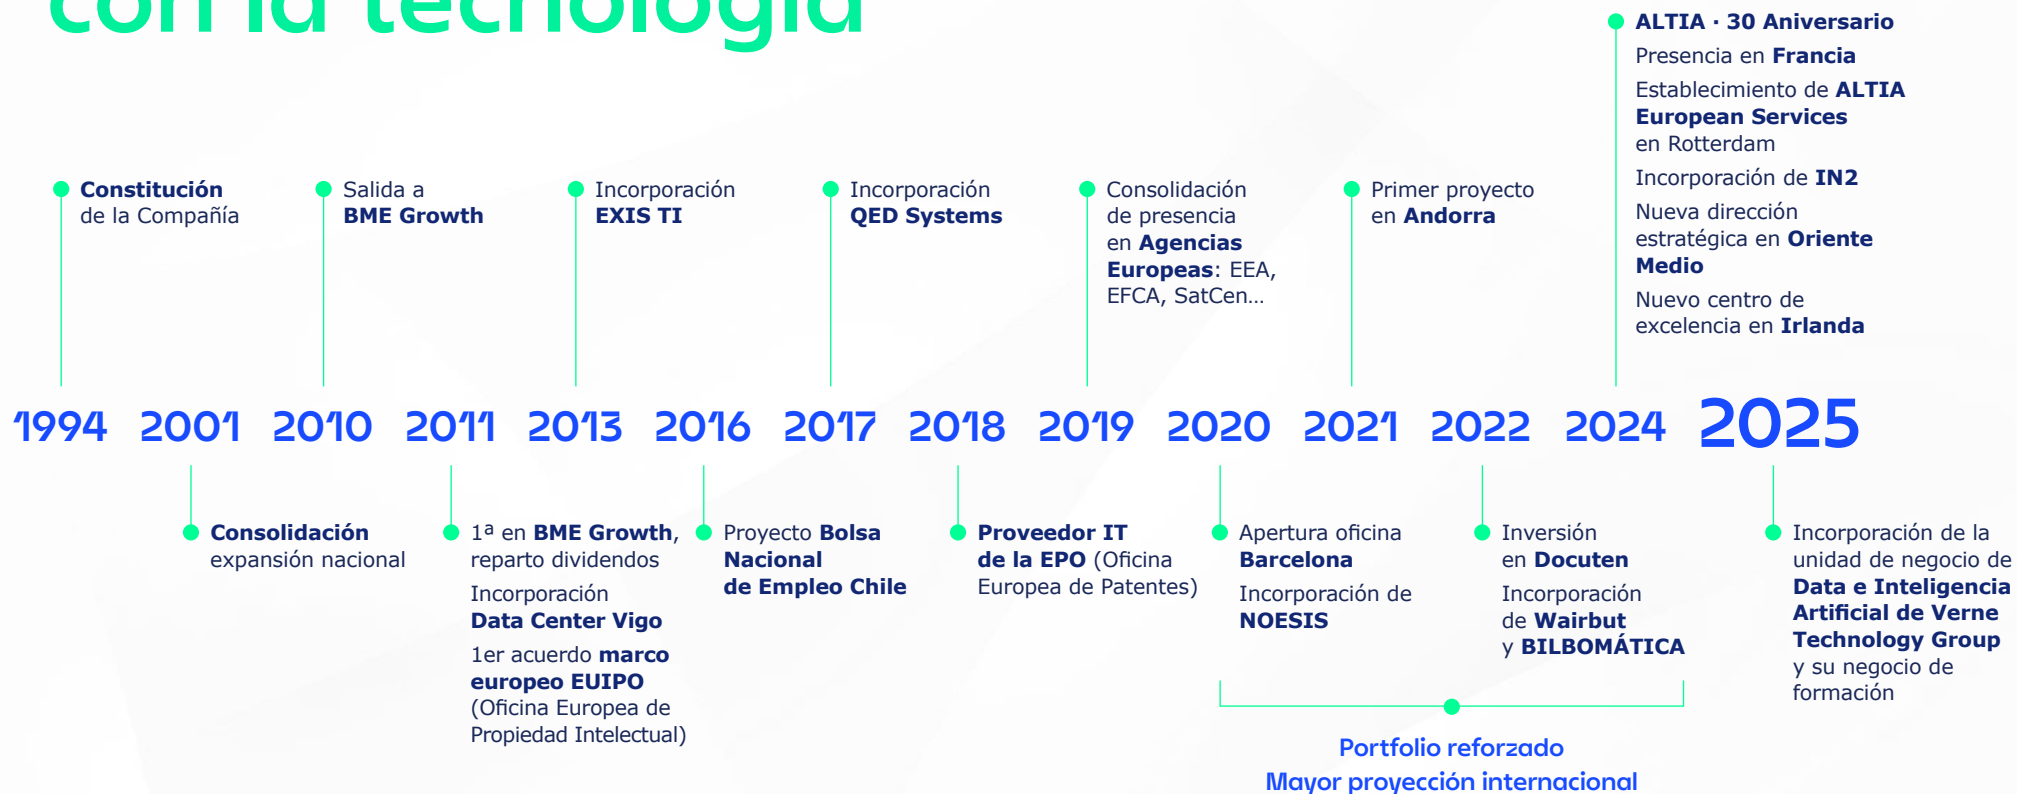 con la tecnología
ALTIA · 30 Aniversario
Presencia en Francia
Establecimiento de ALTIA
European Services
en Rotterdam
Incorporación de IN2
Nueva dirección
estratégica en Oriente
Medio
Nuevo centro de
excelencia en Irlanda
Constitución
de la Compañía
Salida a
BME Growth
Incorporación
EXIS TI
Incorporación
QED Systems
Consolidación
de presencia
en Agencias
Europeas: EEA,
EFCA, SatCen...
Primer proyecto
en Andorra
1994 2001 2010 2011 2013 2016 2017 2018 2019 2020 2021 2022 2024 2025
Consolidación
expansión nacional
1ª en BME Growth,
reparto dividendos
Incorporación
Data Center Vigo
1er acuerdo marco
europeo EUIPO
(Oficina Europea de
Propiedad Intelectual)
Proyecto Bolsa
Nacional
de Empleo Chile
Proveedor IT
de la EPO (Oficina
Europea de Patentes)
Apertura oficina
Barcelona
Incorporación de
NOESIS
Inversión
en Docuten
Incorporación
de Wairbut
y BILBOMÁTICA
Incorporación de la
unidad de negocio de
Data e Inteligencia
Artificial de Verne
Technology Group
y su negocio de
formación
Portfolio reforzado
Mayor proyección internacional